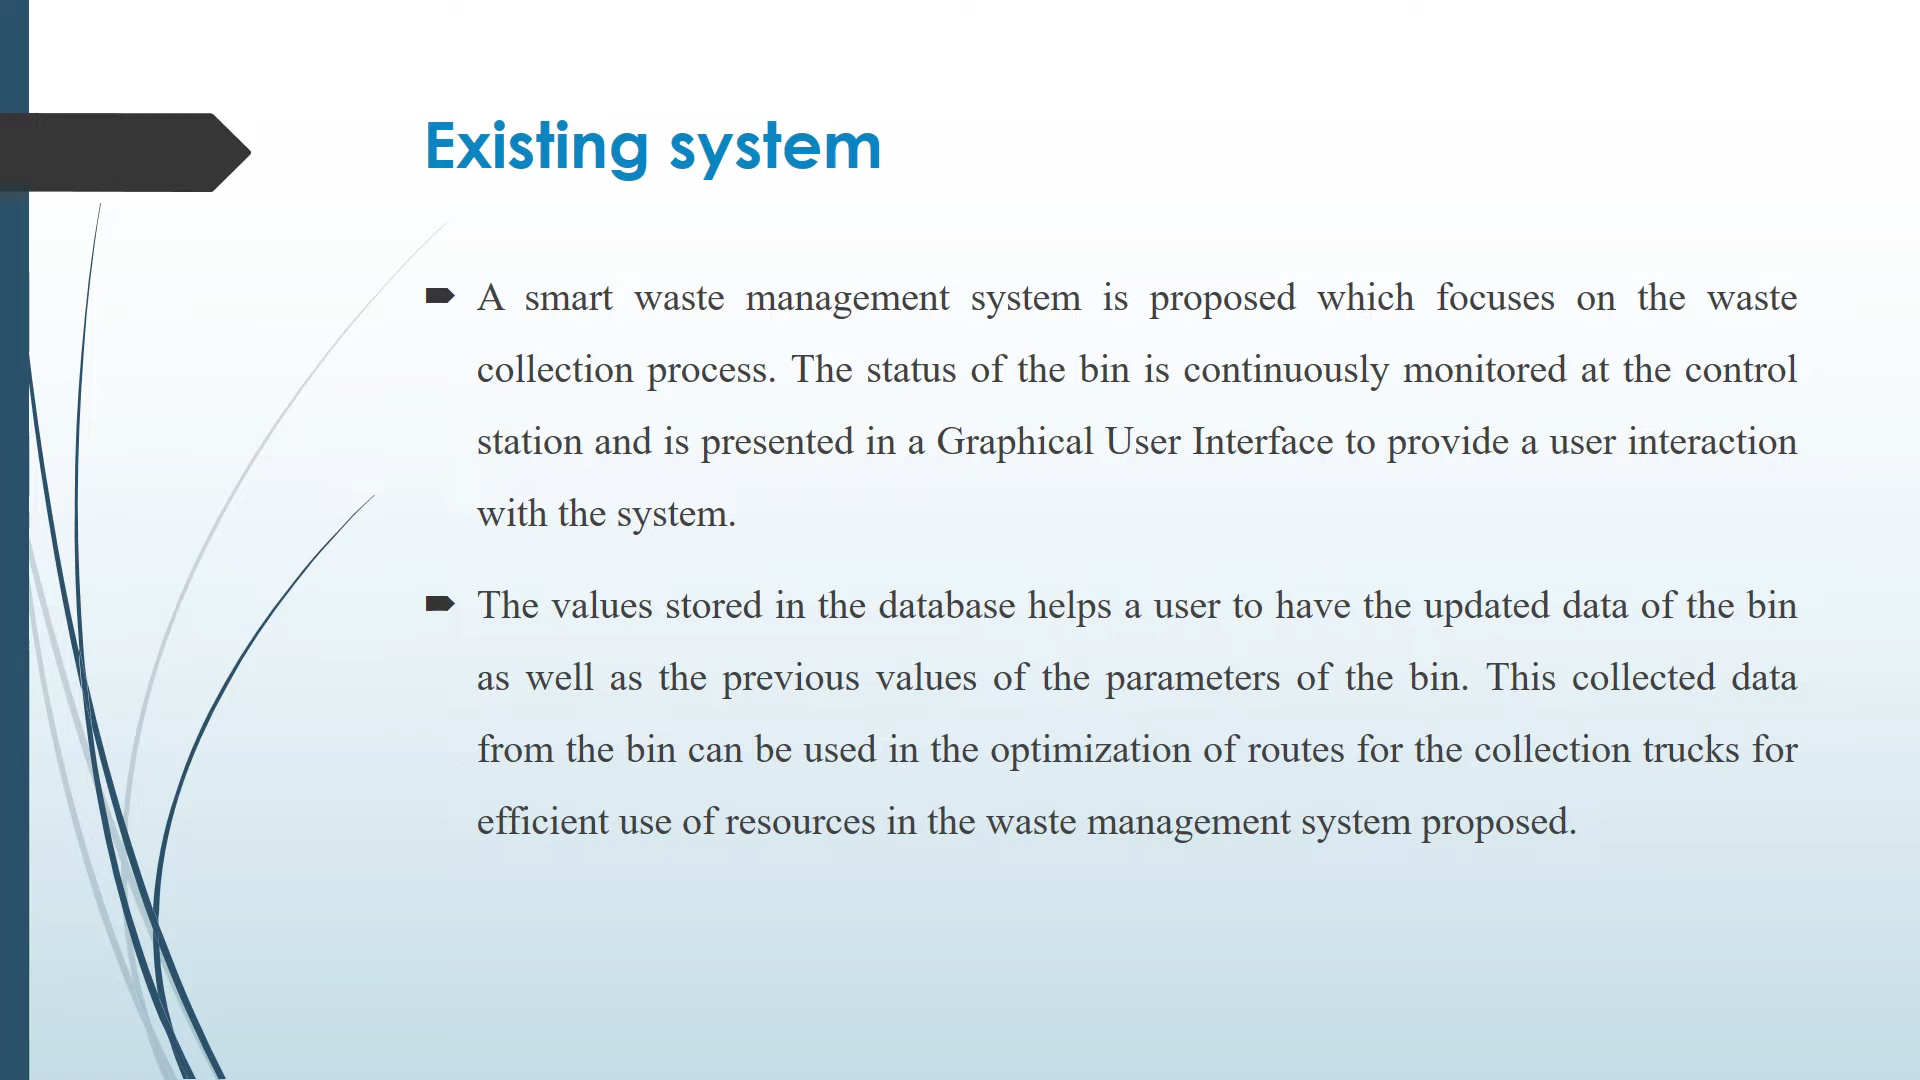 Existing system
A smart waste management system is proposed which focuses on the waste
collection process. The status of the bin is continuously monitored at the control
station and is presented in a Graphical User Interface to provide a user interaction
with the system.
The values stored in the database helps a user to have the updated data of the bin
as well as the previous values of the parameters of the bin. This collected data
from the bin can be used in the optimization of routes for the collection trucks for
efficient use of resources in the waste management system proposed.